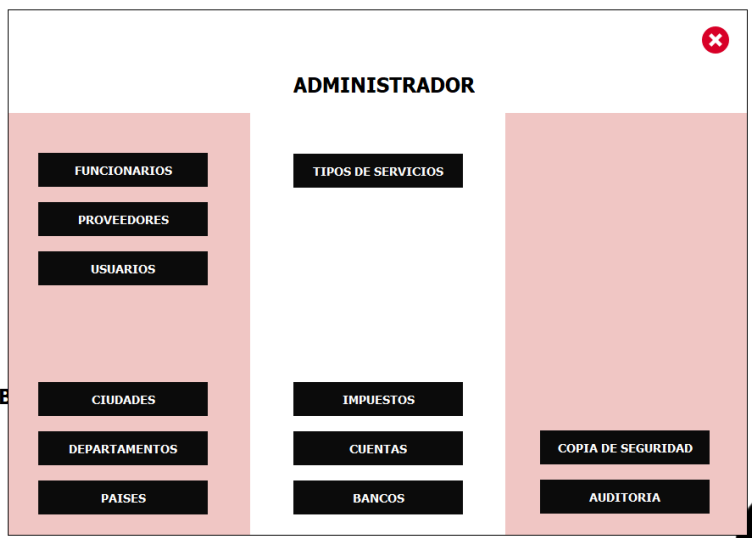 ADMINISTRADOR
FUNCIONARIOS
PROVEEDORES
USUARIOS
CIUDADES
DEPARTAMENTOS
PAISES
TIPOS DE SERVICIOS
IMPUESTOS
CUENTAS
BANCOS
COPIA DE SEGURIDAD
AUDITORIA